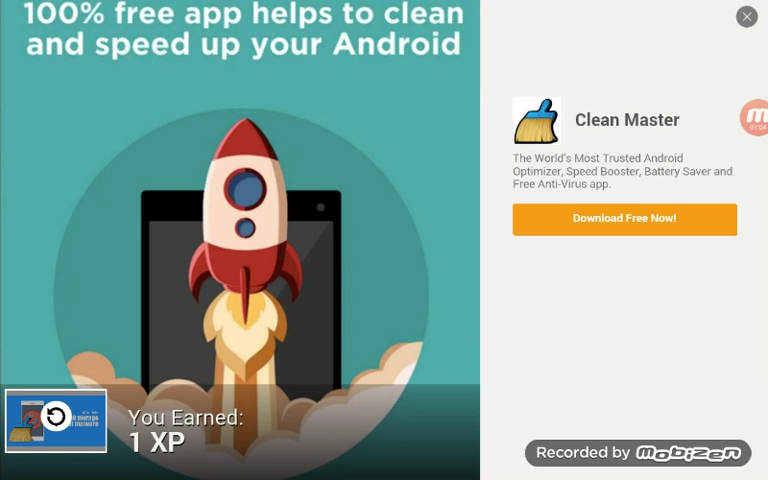 100% free app helps to clean
and speed up your Android
Clean Master
The World's Most Trusted Android
Optimizer, Speed Booster, Battery Saver and
Free Anti-Virus app.
Download Free Now!
01:04
You Earned:
1 XP
Recorded by mobizen